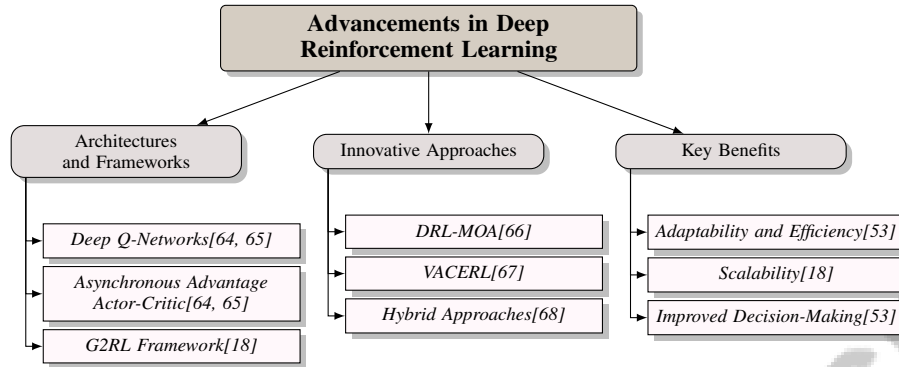 Advancements in Deep
Reinforcement Learning
Architectures
and Frameworks
Innovative Approaches
Key Benefits
Deep Q-Networks[64, 65]
Asynchronous Advantage
Actor-Critic[64, 65]
G2RL Framework[18]
DRL-MOA[66]
VACERL[67]
Hybrid Approaches[68]
Adaptability and Efficiency[53]
Scalability[18]
Improved Decision-Making[53]